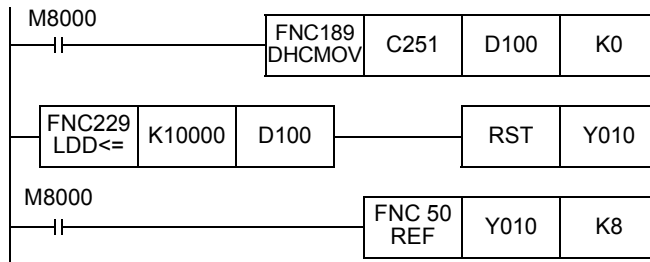 M8000
FNC189 DHCMOV C251 D100 K0
FNC229 LDD<= K10000 D100 RST Y010
M8000
FNC 50 REF Y010 K8